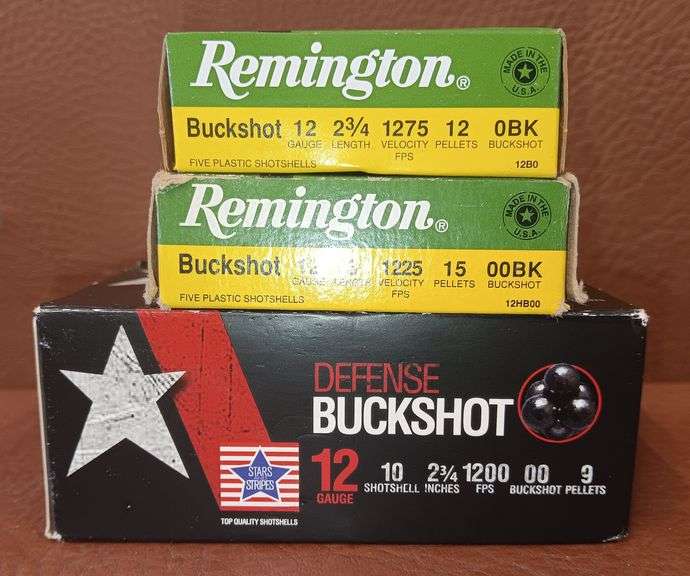 Remington®
MADE IN THE U.S.A.
Buckshot 12 2¾ 1275 12 0BK
GAUGE LENGTH VELOCITY FPS PELLETS BUCKSHOT
FIVE PLASTIC SHOTSHELLS 12B0
Remington®
MADE IN THE U.S.A.
Buckshot 12 1225 15 00BK
GAUGE LENGTH VELOCITY FPS PELLETS BUCKSHOT
FIVE PLASTIC SHOTSHELLS 12HB00
DEFENSE
BUCKSHOT
STARS
STRIPES
TOP QUALITY SHOTSHELLS
12 10 2¾ 1200 00 9
GAUGE SHOTSHELL INCHES FPS BUCKSHOT PELLETS